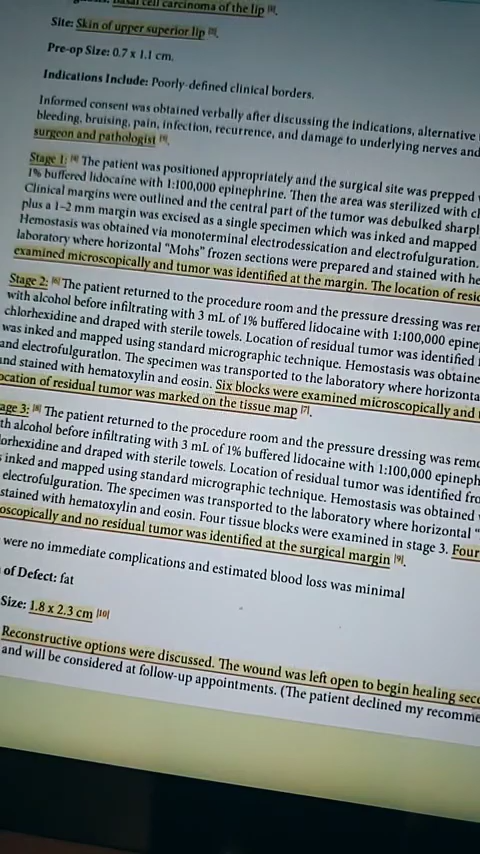 basal cell carcinoma of the lip [4].
Site: Skin of upper superior lip [5].
Pre-op Size: 0.7 x 1.1 cm.
Indications Include: Poorly-defined clinical borders.
Informed consent was obtained verbally after discussing the indications, alternative
bleeding, bruising, pain, infection, recurrence, and damage to underlying nerves and
surgeon and pathologist
Stage 1: The patient was positioned appropriately and the surgical site was prepped
1% buffered lidocaine with 1:100,000 epinephrine. Then the area was sterilized with
Clinical margins were outlined and the central part of the tumor was debulked
plus a 1–2 mm margin was excised as a single specimen which was inked and mapped
Hemostasis was obtained via monoterminal electrodessication and electrofulguration.
laboratory where horizontal "Mohs" frozen sections were prepared and stained with
examined microscopically and tumor was identified at the margin. The location of
Stage 2: The patient returned to the procedure room and the pressure dressing was
with alcohol before infiltrating with 3 mL of 1% buffered lidocaine with 1:100,000
chlorhexidine and draped with sterile towels. Location of residual tumor was identified
was inked and mapped using standard micrographic technique. Hemostasis was
and electrofulguration. The specimen was transported to the laboratory where
and stained with hematoxylin and eosin. Six blocks were examined microscopically and
ocation of residual tumor was marked on the tissue map [7].
age 3: [8] The patient returned to the procedure room and the pressure dressing was
th alcohol before infiltrating with 3 mL of 1% buffered lidocaine with 1:100,000
lorhexidine and draped with sterile towels. Location of residual tumor was identified
inked and mapped using standard micrographic technique. Hemostasis was obtained
electrofulguration. The specimen was transported to the laboratory where horizontal
stained with hematoxylin and eosin. Four tissue blocks were examined in stage 3. Four
oscopically and no residual tumor was identified at the surgical margin [9].
were no immediate complications and estimated blood loss was minimal
of Defect: fat
Size: 1.8 x 2.3 cm [10]
Reconstructive options were discussed. The wound was left open to begin healing
and will be considered at follow-up appointments. (The patient declined my